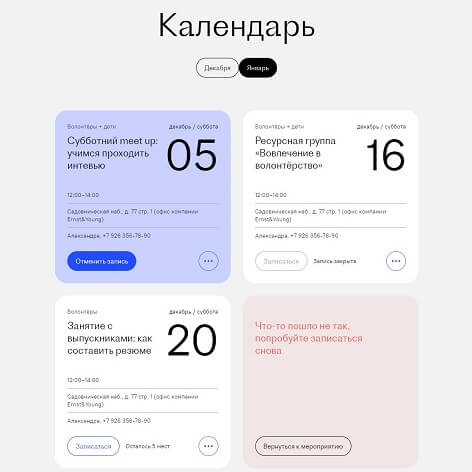 Календарь
Декабря
Январь
Волонтёры + дети
декабрь / суббота
Субботний meet up:
учимся проходить
интевью
05
12:00–14:00
Садовническая наб., д. 77 стр. 1 (офис компании
Ernst&Young)
Александра, +7 926 356-78-90
Отменить запись
Волонтёры + дети
декабрь / суббота
Ресурсная группа
«Вовлечение в
волонтёрство»
16
12:00–14:00
Садовническая наб., д. 77 стр. 1 (офис компании
Ernst&Young)
Александра, +7 926 356-78-90
Записаться
Запись закрыта
Волонтёры
декабрь / суббота
Занятие с
выпускниками: как
составить резюме
20
12:00–14:00
Садовническая наб., д. 77 стр. 1 (офис компании
Ernst&Young)
Александра, +7 926 356-78-90
Записаться
Осталось 5 мест
Что-то пошло не так,
попробуйте записаться
снова
Вернуться к мероприятию